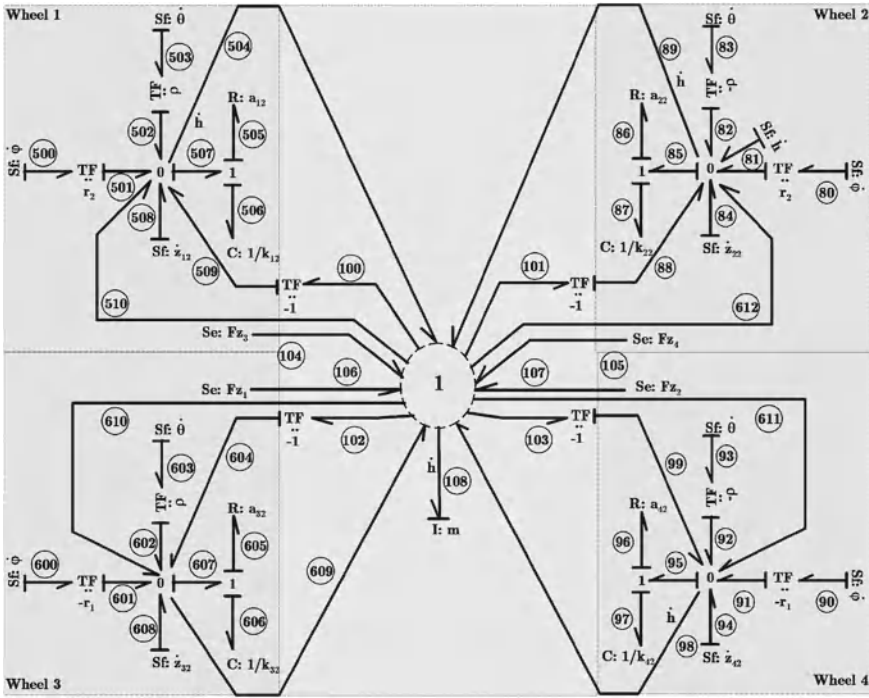 Wheel 1
Sf: θ̇
503
504
TF
ρ
ḣ
R: a₁₂
502
507
505
Sf: φ̇
500
TF
r₂
501
0
1
508
506
Sf: ż₁₂
C: 1/k₁₂
509
510
TF
-1
100
Se: Fz₃
104
106
Se: Fz₁
Wheel 2
Sf: θ̇
89
83
TF
-ρ
ḣ
R: a₂₂
86
85
82
Sf: ḣ
81
1
0
TF
r₂
80
Sf: φ̇
87
84
C: 1/k₂₂
Sf: ż₂₂
88
101
TF
-1
612
Se: Fz₄
105
107
Se: Fz₂
1
ḣ
108
I: m
610
Sf: θ̇
603
604
TF
-1
102
TF
ρ
R: a₃₂
602
607
605
Sf: φ̇
600
TF
-r₁
601
0
1
608
606
Sf: ż₃₂
C: 1/k₃₂
609
Wheel 3
103
TF
-1
99
611
Sf: θ̇
93
TF
-ρ
R: a₄₂
96
95
92
1
0
TF
-r₁
91
90
Sf: φ̇
97
ḣ
94
98
C: 1/k₄₂
Sf: ż₄₂
Wheel 4